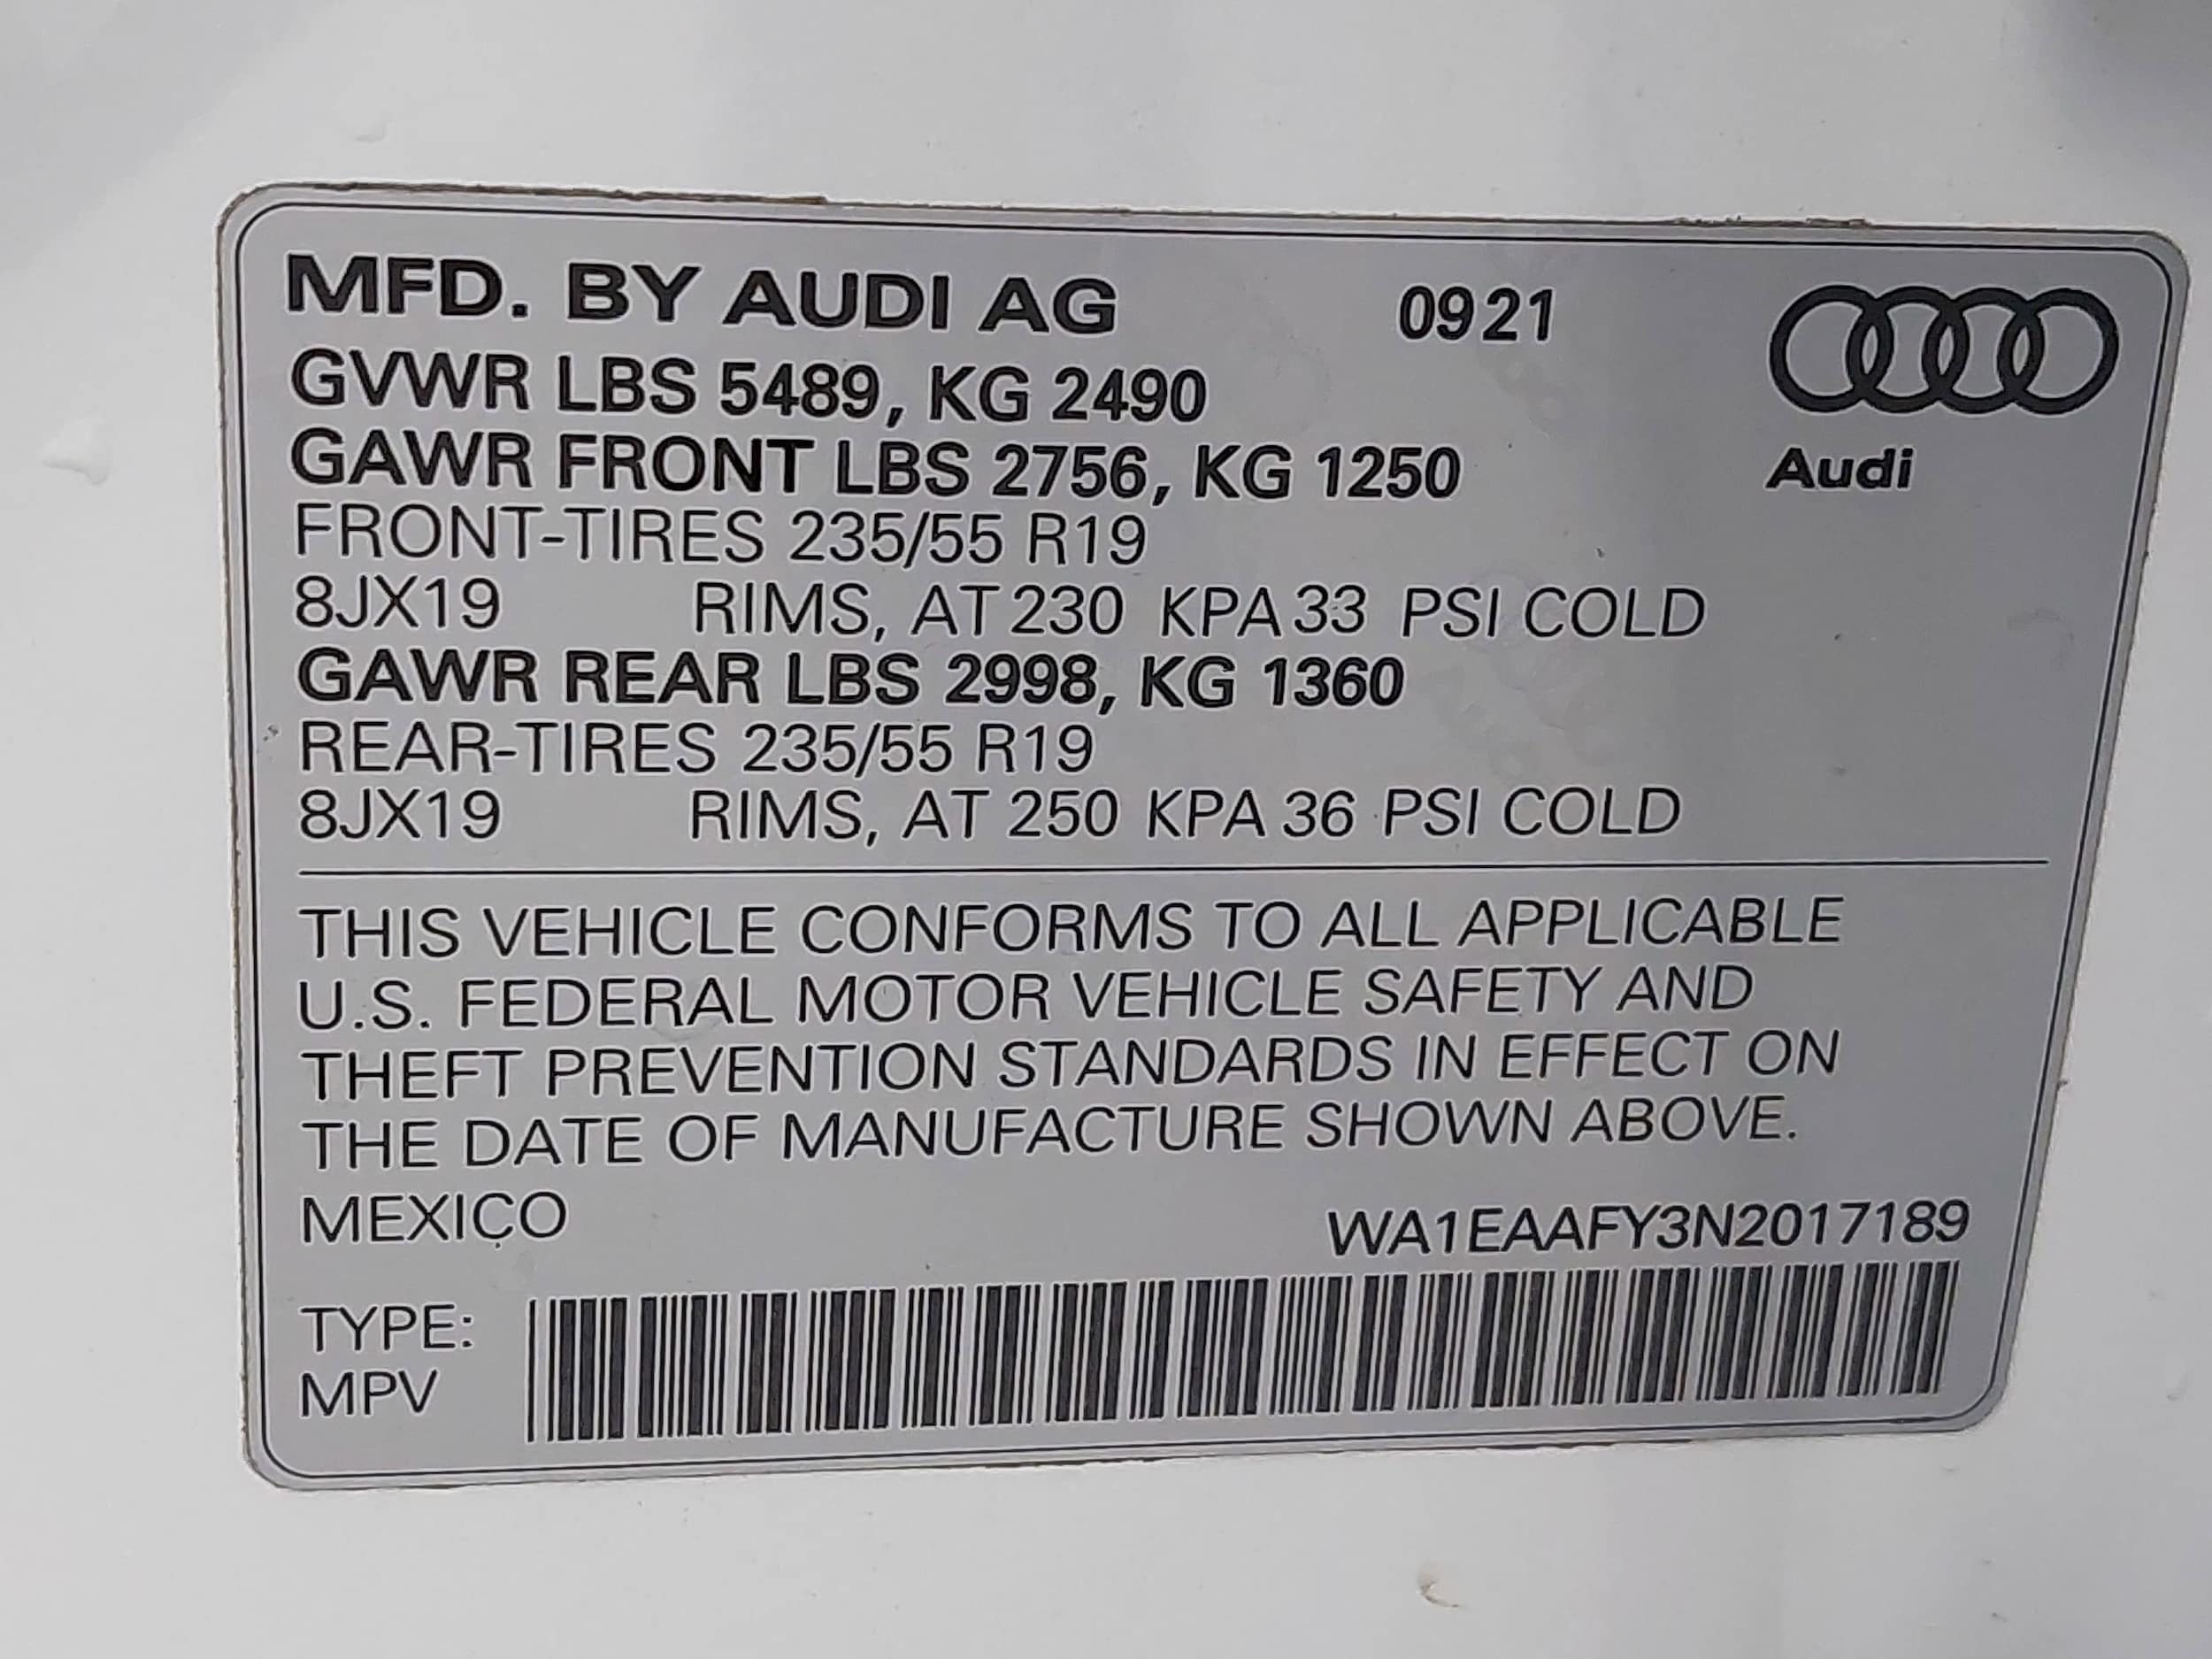 MFD. BY AUDI AG 0921
GVWR LBS 5489, KG 2490
GAWR FRONT LBS 2756, KG 1250
Audi
FRONT-TIRES 235/55 R19
8JX19 RIMS, AT 230 KPA 33 PSI COLD
GAWR REAR LBS 2998, KG 1360
REAR-TIRES 235/55 R19
8JX19 RIMS, AT 250 KPA 36 PSI COLD
THIS VEHICLE CONFORMS TO ALL APPLICABLE
U.S. FEDERAL MOTOR VEHICLE SAFETY AND
THEFT PREVENTION STANDARDS IN EFFECT ON
THE DATE OF MANUFACTURE SHOWN ABOVE.
MEXICO WA1EAAFY3N2017189
TYPE:
MPV